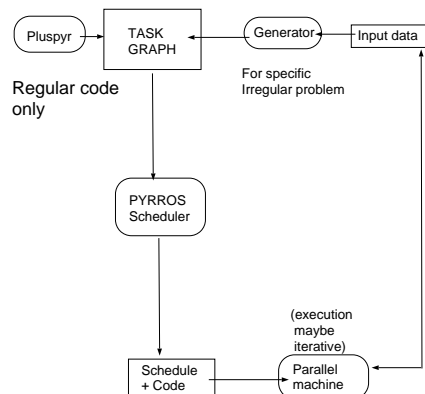 Pluspyr
TASK
GRAPH
Generator
Input data
Regular code
only
For specific
Irregular problem
PYRROS
Scheduler
(execution
maybe
iterative)
Schedule
+ Code
Parallel
machine